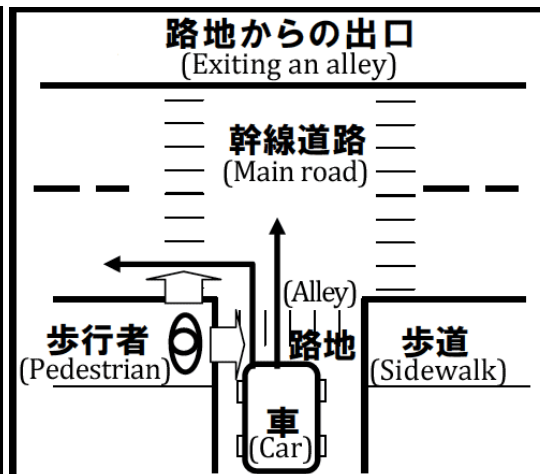 路地からの出口
(Exiting an alley)
幹線道路
(Main road)
(Alley)
路地
歩行者
(Pedestrian)
歩道
(Sidewalk)
車
(Car)